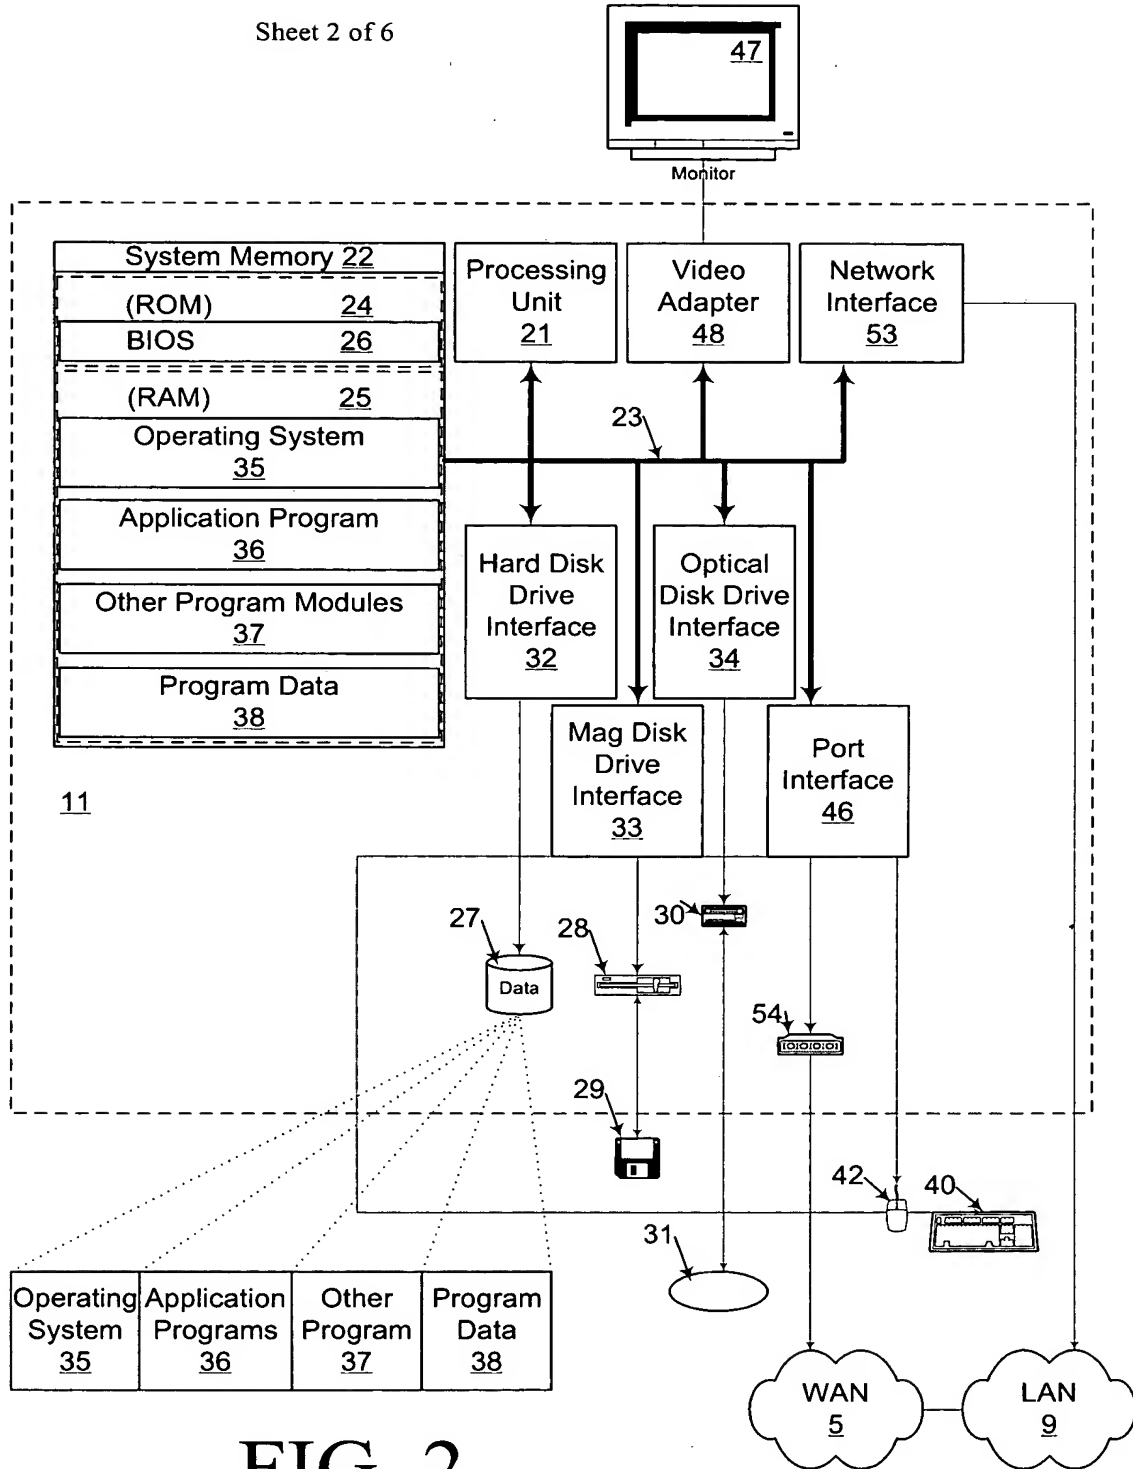 Sheet 2 of 6
47
Monitor
System Memory 22
(ROM) 24
BIOS 26
(RAM) 25
Operating System
35
Application Program
36
Other Program Modules
37
Program Data
38
Processing
Unit
21
Video
Adapter
48
Network
Interface
53
23
Hard Disk
Drive
Interface
32
Optical
Disk Drive
Interface
34
Mag Disk
Drive
Interface
33
Port
Interface
46
11
27
Data
28
30
54
29
42
40
31
Operating
System
35
Application
Programs
36
Other
Program
37
Program
Data
38
WAN
5
LAN
9
FIG. 2